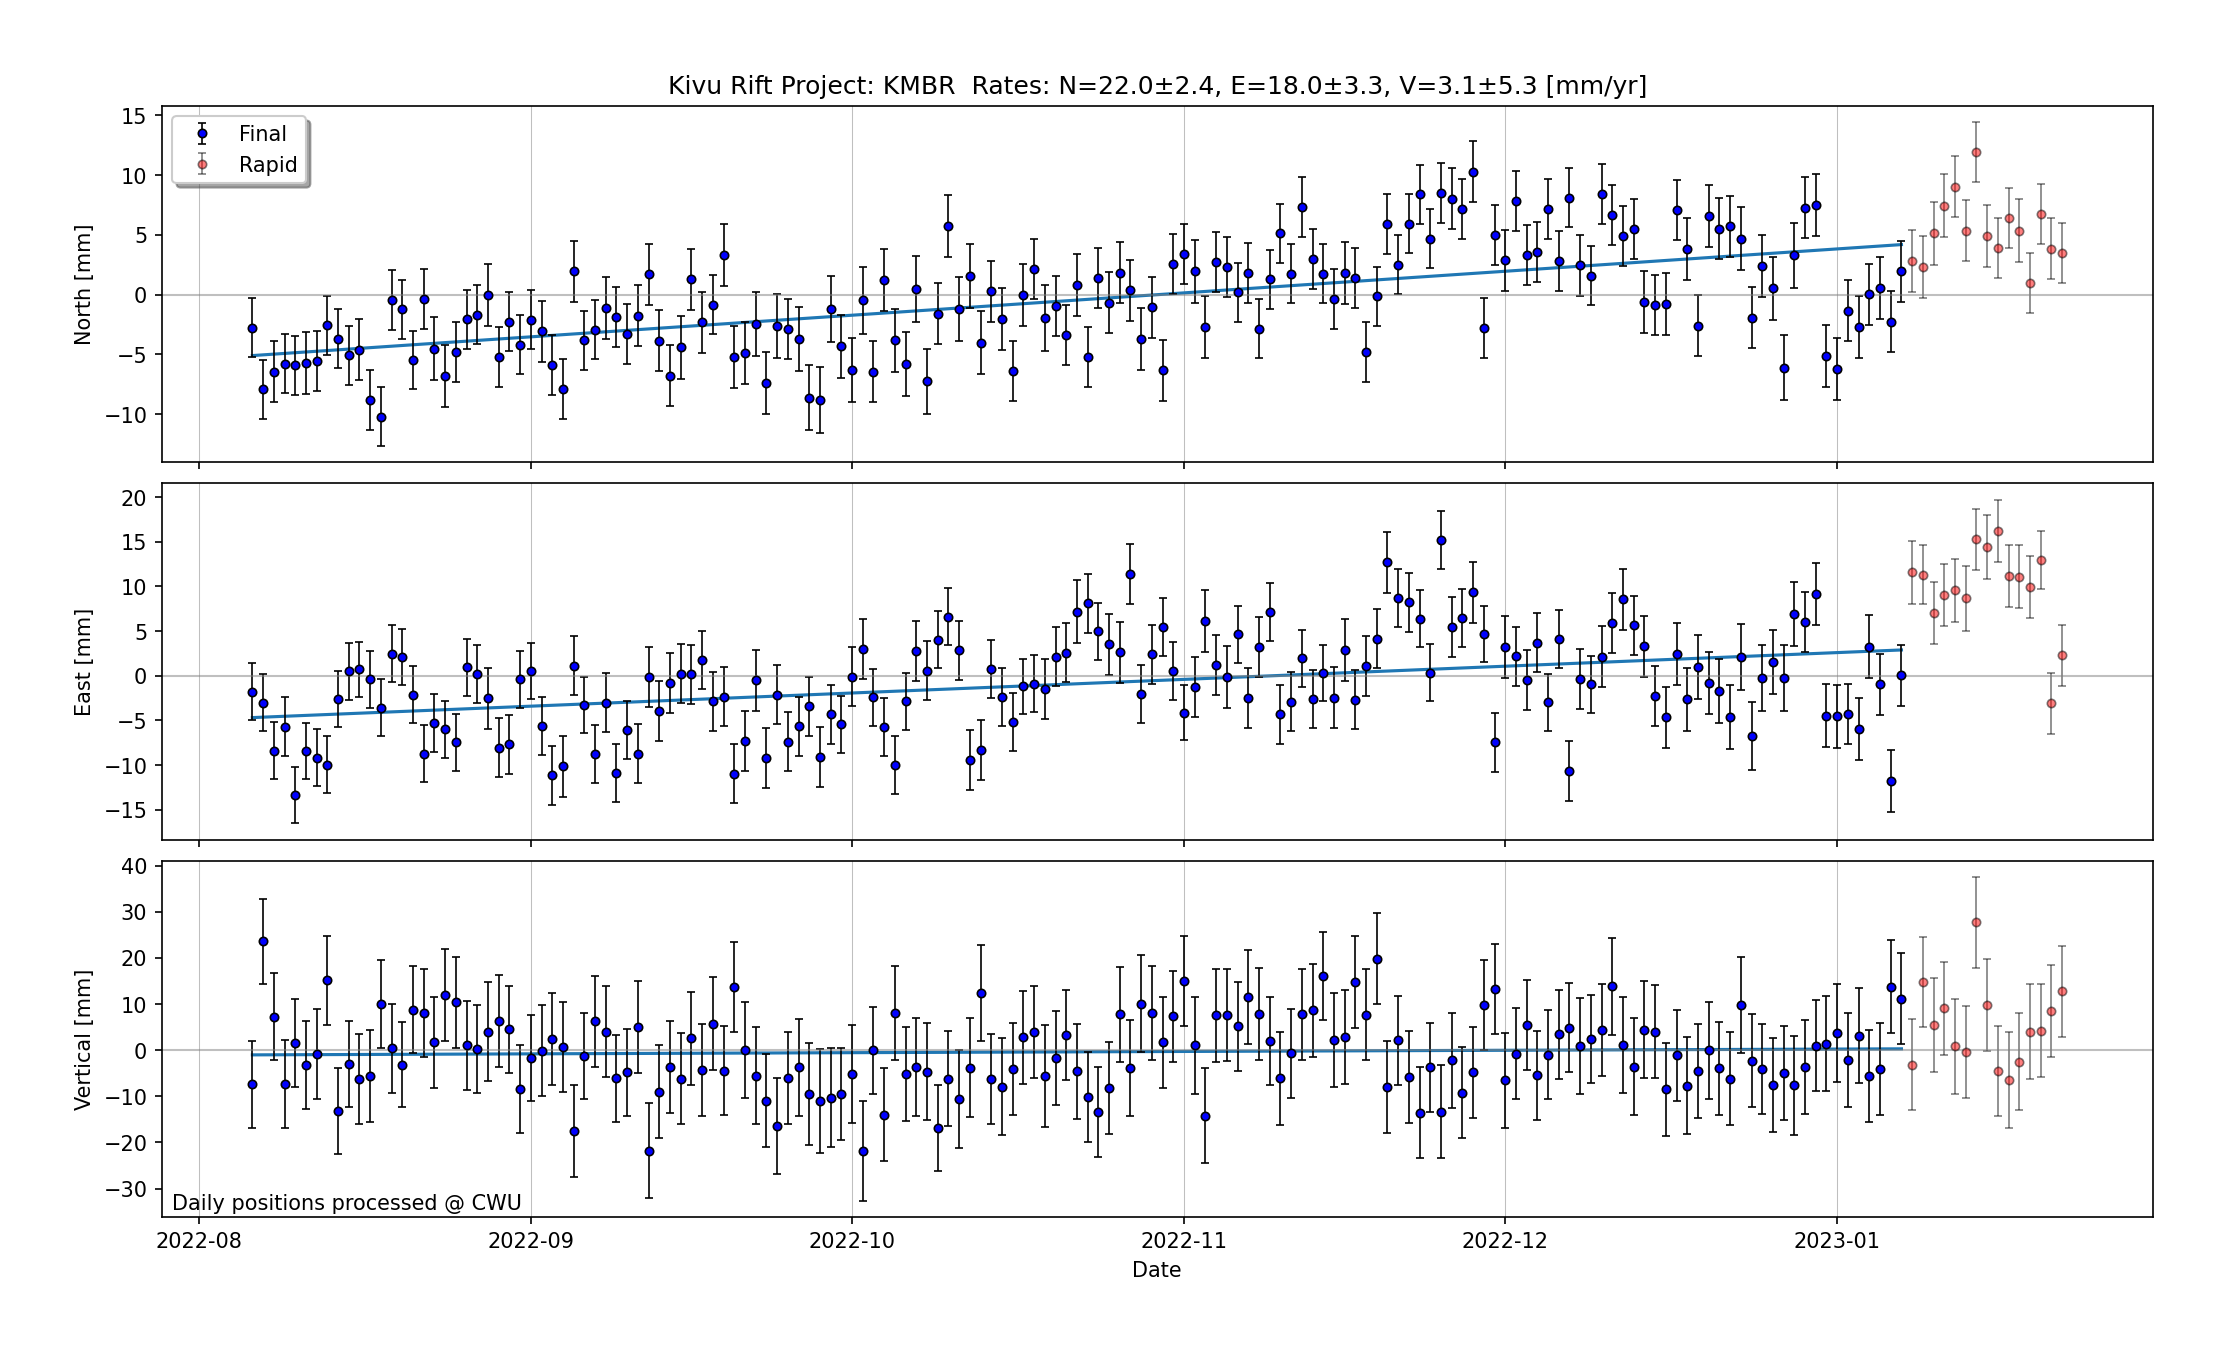 Kivu Rift Project: KMBR  Rates: N=22.0±2.4, E=18.0±3.3, V=3.1±5.3 [mm/yr]
Final
Rapid
15
10
5
0
−5
−10
North [mm]
20
15
10
5
0
−5
−10
−15
East [mm]
40
30
20
10
0
−10
−20
−30
Vertical [mm]
Daily positions processed @ CWU
2022-08 2022-09 2022-10 2022-11 2022-12 2023-01
Date